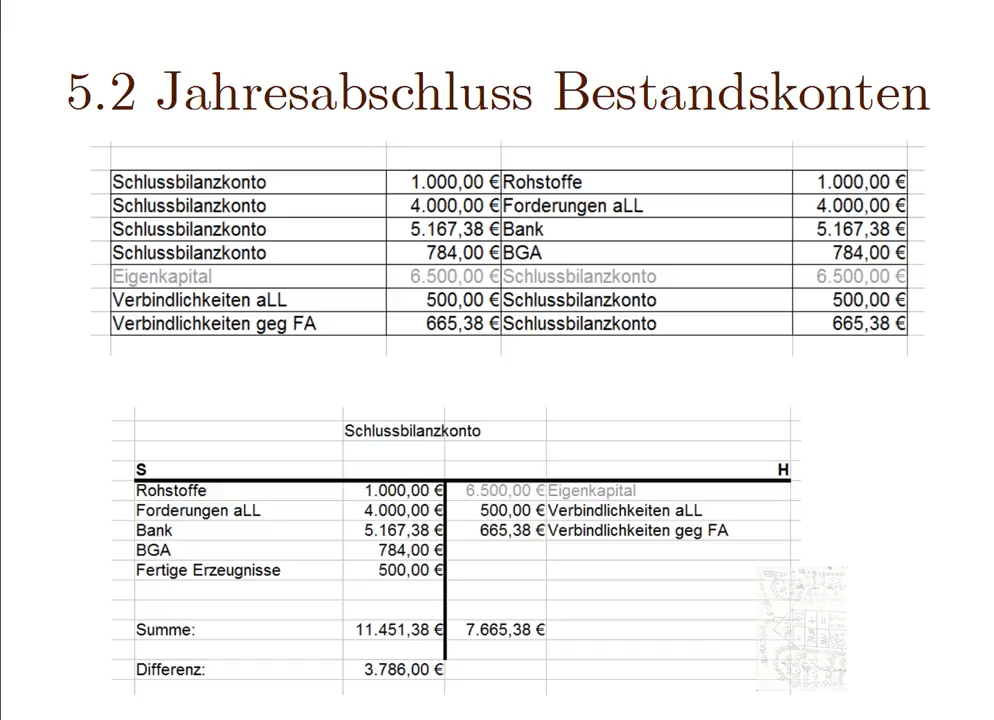 5.2 Jahresabschluss Bestandskonten
Schlussbilanzkonto 1.000,00 € Rohstoffe 1.000,00 €
Schlussbilanzkonto 4.000,00 € Forderungen aLL 4.000,00 €
Schlussbilanzkonto 5.167,38 € Bank 5.167,38 €
Schlussbilanzkonto 784,00 € BGA 784,00 €
Eigenkapital 6.500,00 € Schlussbilanzkonto 6.500,00 €
Verbindlichkeiten aLL 500,00 € Schlussbilanzkonto 500,00 €
Verbindlichkeiten geg FA 665,38 € Schlussbilanzkonto 665,38 €
Schlussbilanzkonto
S H
Rohstoffe 1.000,00 € 6.500,00 € Eigenkapital
Forderungen aLL 4.000,00 € 500,00 € Verbindlichkeiten aLL
Bank 5.167,38 € 665,38 € Verbindlichkeiten geg FA
BGA 784,00 €
Fertige Erzeugnisse 500,00 €
Summe: 11.451,38 € 7.665,38 €
Differenz: 3.786,00 €